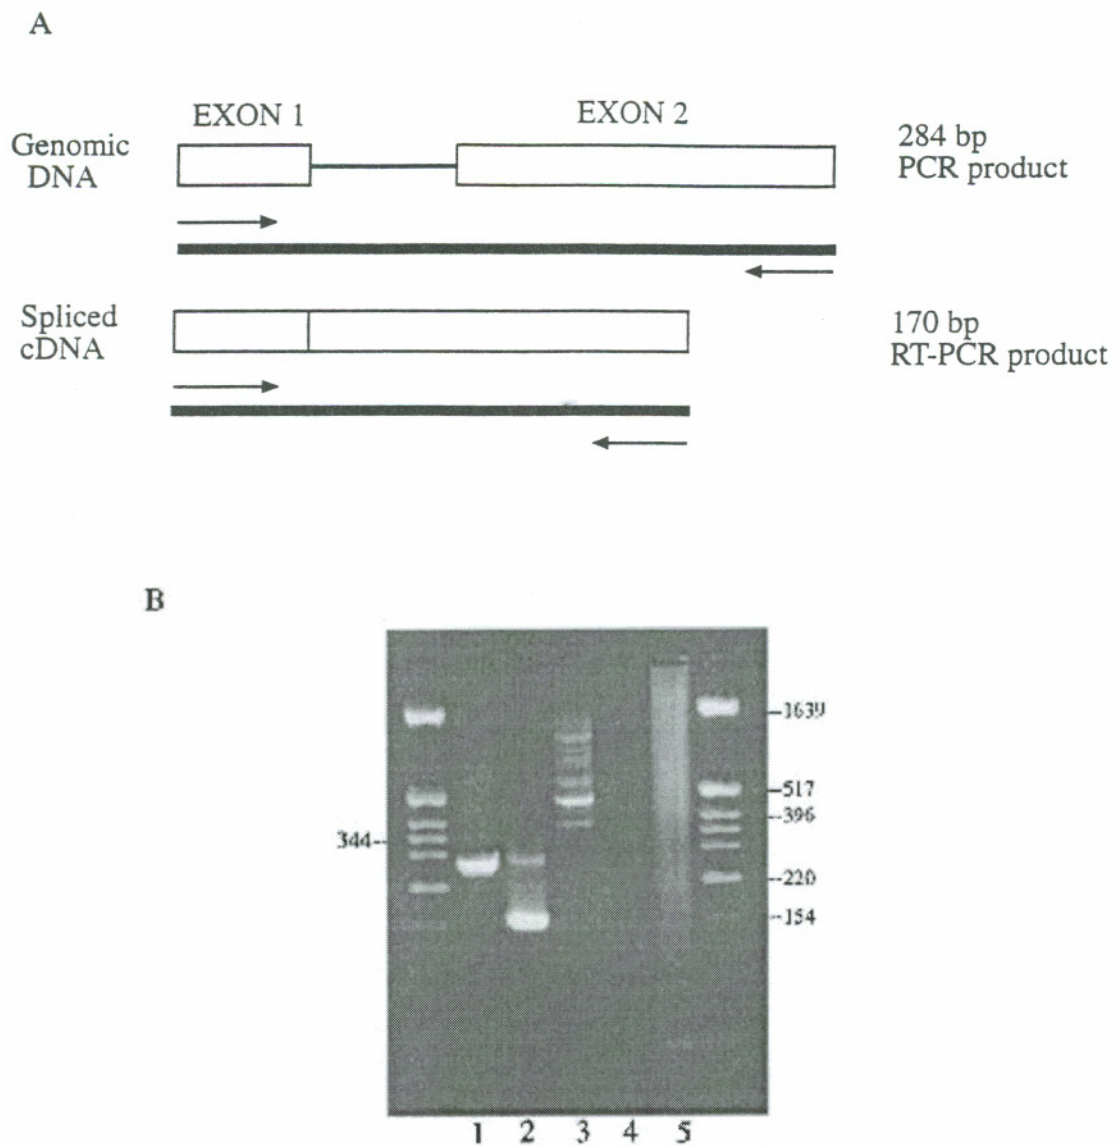 A
EXON 1
EXON 2
Genomic
DNA
284 bp
PCR product
Spliced
cDNA
170 bp
RT-PCR product
B
1639
517
396
344
220
154
1 2 3 4 5